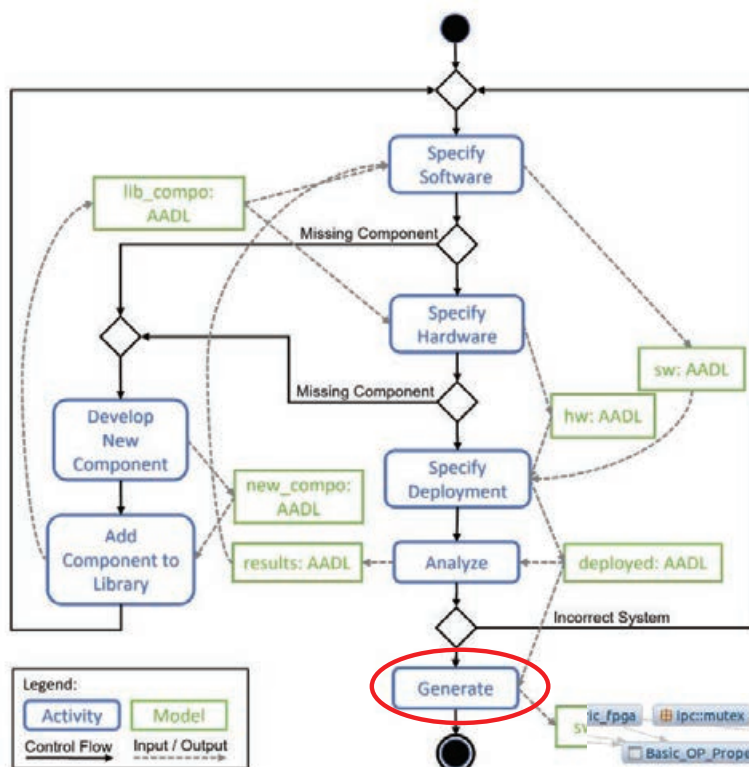 Specify
Software
lib_compo:
AADL
Missing Component
Specify
Hardware
sw: AADL
Missing Component
hw: AADL
Develop
New
Component
Specify
Deployment
new_compo:
AADL
Add
Component to
Library
results: AADL
Analyze
deployed: AADL
Incorrect System
Generate
Legend:
Activity
Model
Control Flow
Input / Output
ipc::mutex